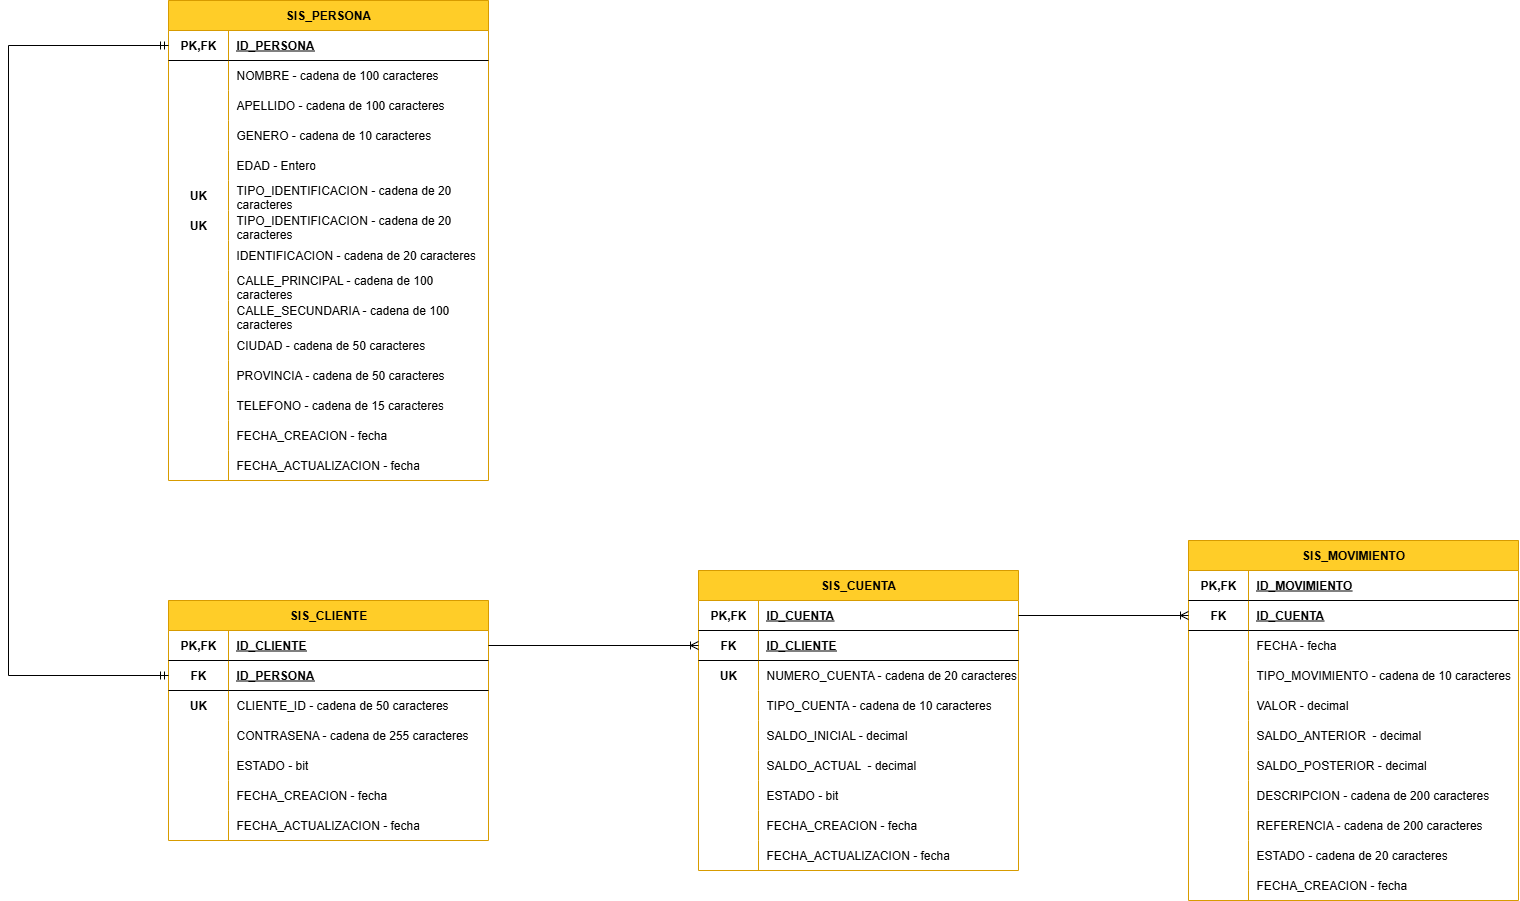 SIS_PERSONA
PK,FK ID_PERSONA
NOMBRE - cadena de 100 caracteres
APELLIDO - cadena de 100 caracteres
GENERO - cadena de 10 caracteres
EDAD - Entero
UK TIPO_IDENTIFICACION - cadena de 20
caracteres
UK TIPO_IDENTIFICACION - cadena de 20
caracteres
IDENTIFICACION - cadena de 20 caracteres
CALLE_PRINCIPAL - cadena de 100
caracteres
CALLE_SECUNDARIA - cadena de 100
caracteres
CIUDAD - cadena de 50 caracteres
PROVINCIA - cadena de 50 caracteres
TELEFONO - cadena de 15 caracteres
FECHA_CREACION - fecha
FECHA_ACTUALIZACION - fecha
SIS_CLIENTE
PK,FK ID_CLIENTE
FK ID_PERSONA
UK CLIENTE_ID - cadena de 50 caracteres
CONTRASENA - cadena de 255 caracteres
ESTADO - bit
FECHA_CREACION - fecha
FECHA_ACTUALIZACION - fecha
SIS_CUENTA
PK,FK ID_CUENTA
FK ID_CLIENTE
UK NUMERO_CUENTA - cadena de 20 caracteres
TIPO_CUENTA - cadena de 10 caracteres
SALDO_INICIAL - decimal
SALDO_ACTUAL - decimal
ESTADO - bit
FECHA_CREACION - fecha
FECHA_ACTUALIZACION - fecha
SIS_MOVIMIENTO
PK,FK ID_MOVIMIENTO
FK ID_CUENTA
FECHA - fecha
TIPO_MOVIMIENTO - cadena de 10 caracteres
VALOR - decimal
SALDO_ANTERIOR - decimal
SALDO_POSTERIOR - decimal
DESCRIPCION - cadena de 200 caracteres
REFERENCIA - cadena de 200 caracteres
ESTADO - cadena de 20 caracteres
FECHA_CREACION - fecha